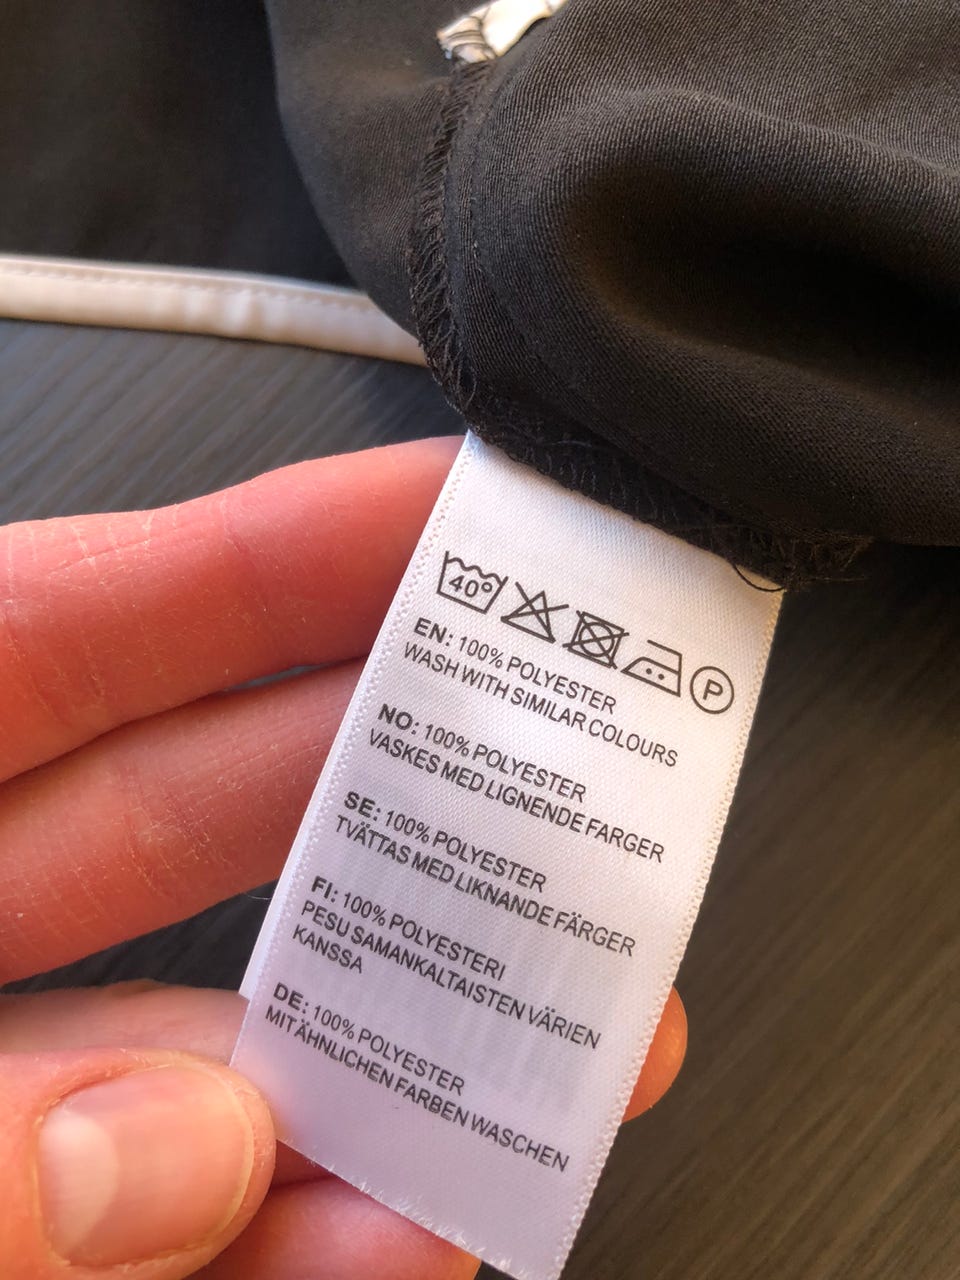 40° P
EN: 100% POLYESTER
WASH WITH SIMILAR COLOURS
NO: 100% POLYESTER
VASKES MED LIGNENDE FARGER
SE: 100% POLYESTER
TVÄTTAS MED LIKNANDE FÄRGER
FI: 100% POLYESTERI
PESU SAMANKALTAISTEN VÄRIEN
KANSSA
DE: 100% POLYESTER
MIT ÄHNLICHEN FARBEN WASCHEN